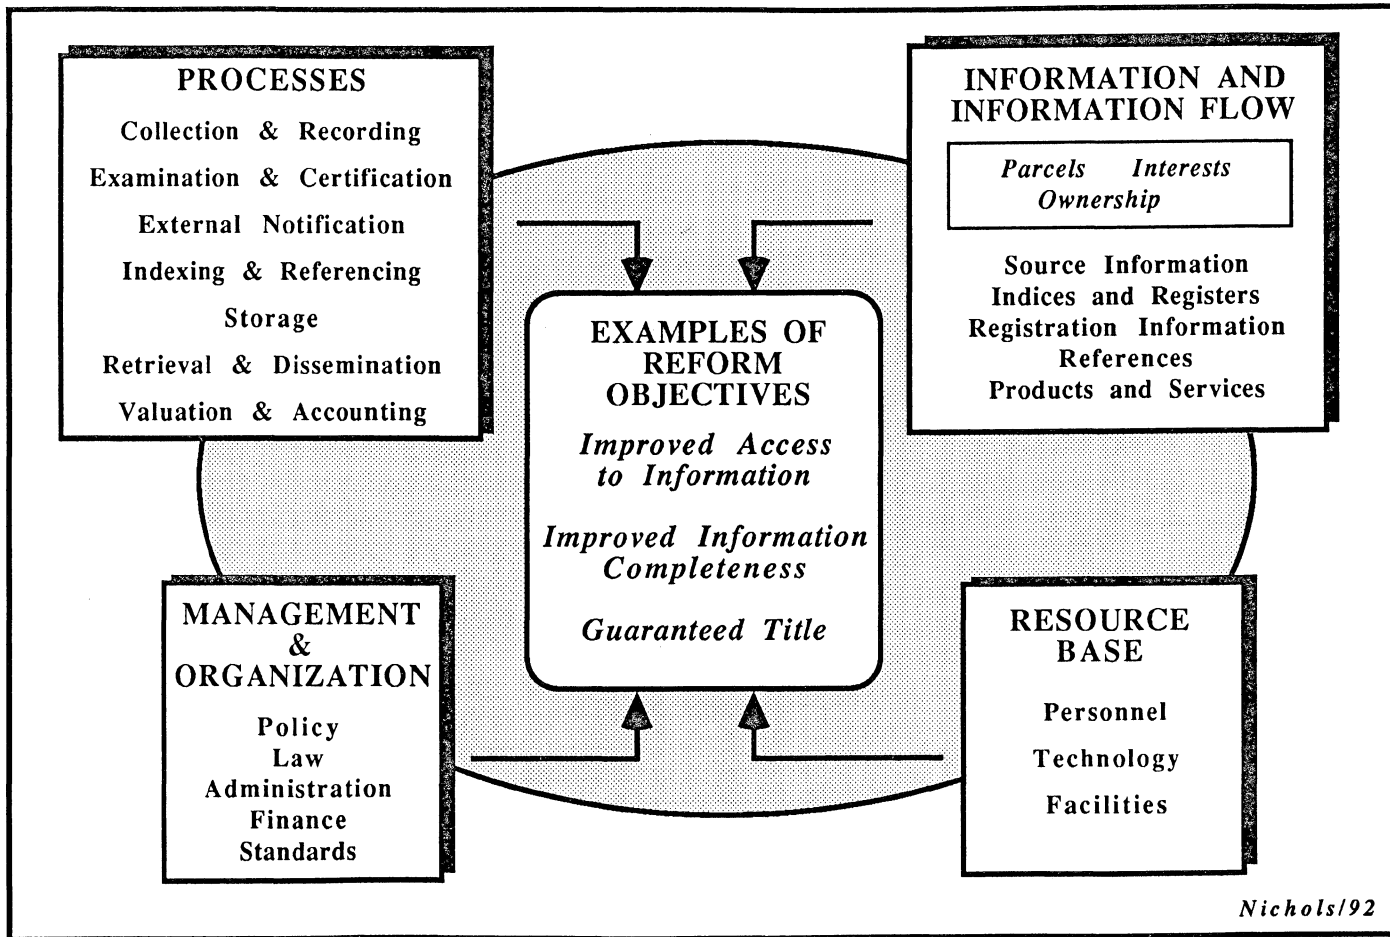 PROCESSES
Collection & Recording
Examination & Certification
External Notification
Indexing & Referencing
Storage
Retrieval & Dissemination
Valuation & Accounting
INFORMATION AND
INFORMATION FLOW
Parcels Interests
Ownership
Source Information
Indices and Registers
Registration Information
References
Products and Services
EXAMPLES OF
REFORM
OBJECTIVES
Improved Access
to Information
Improved Information
Completeness
Guaranteed Title
MANAGEMENT
&
ORGANIZATION
Policy
Law
Administration
Finance
Standards
RESOURCE
BASE
Personnel
Technology
Facilities
Nichols/92